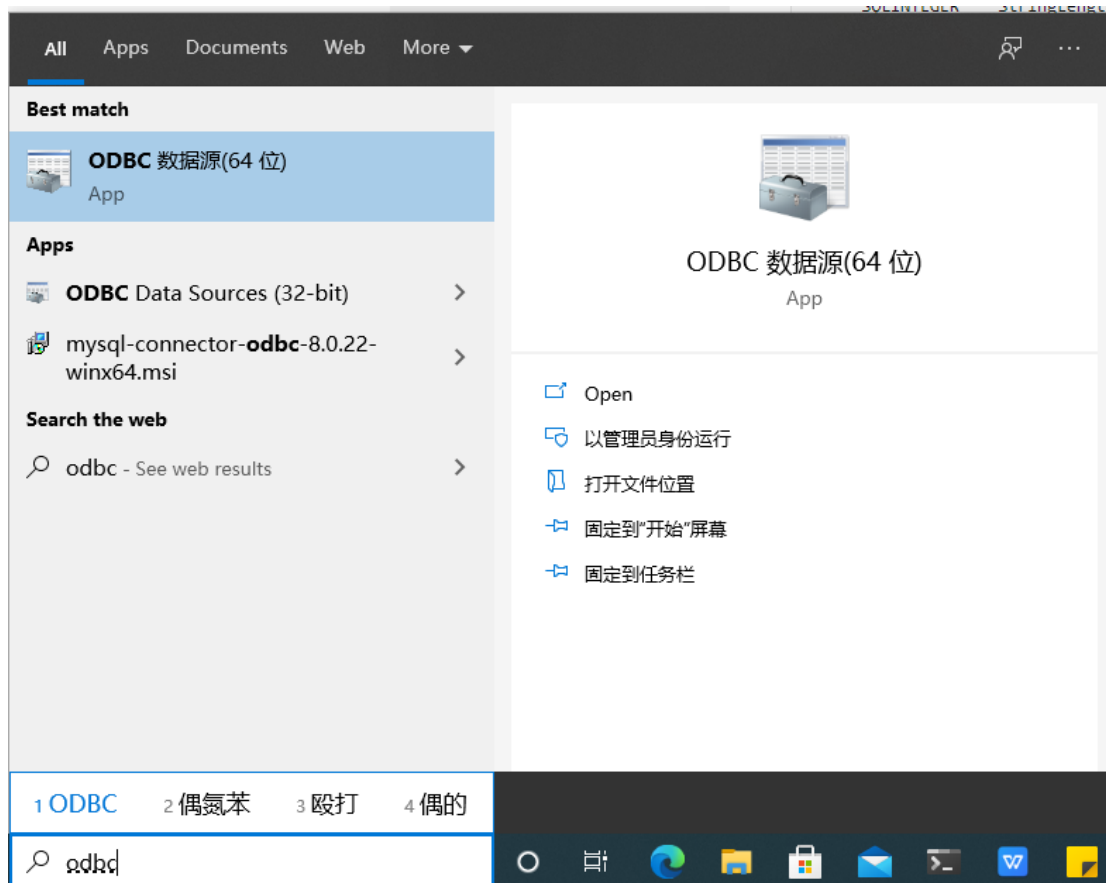 All Apps Documents Web More
Best match
ODBC 数据源(64 位)
App
Apps
ODBC Data Sources (32-bit)
mysql-connector-odbc-8.0.22-
winx64.msi
Search the web
odbc - See web results
ODBC 数据源(64 位)
App
Open
以管理员身份运行
打开文件位置
固定到"开始"屏幕
固定到任务栏
1 ODBC 2 偶氮苯 3 殴打 4 偶的
odbc